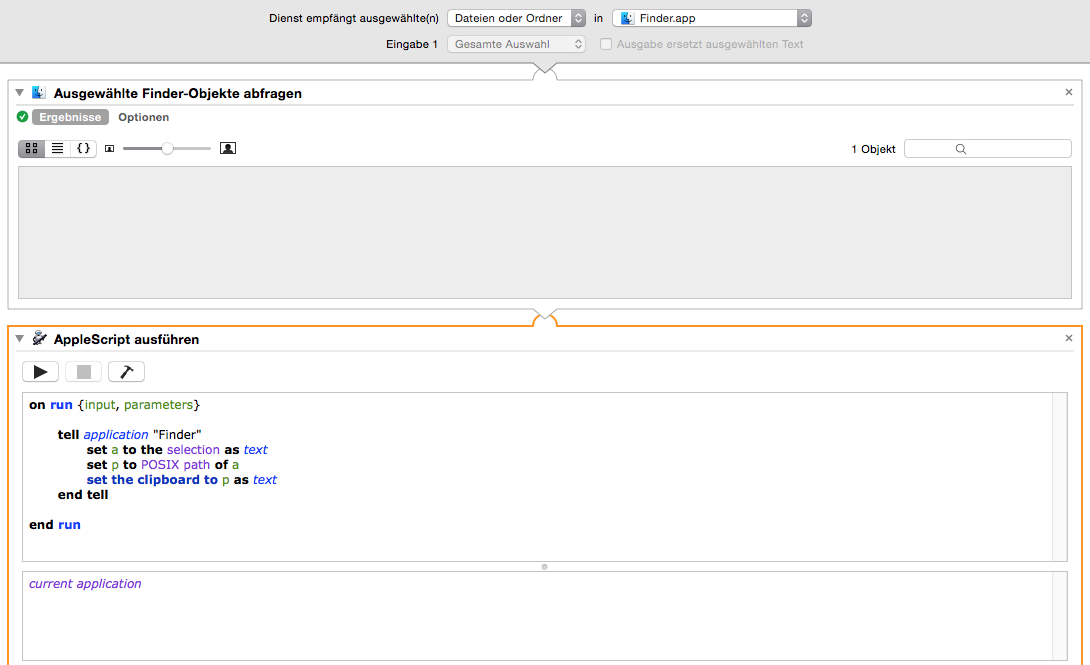 Dienst empfängt ausgewählte(n) Dateien oder Ordner in Finder.app
Eingabe 1 Gesamte Auswahl Ausgabe ersetzt ausgewählten Text
Ausgewählte Finder-Objekte abfragen
Ergebnisse Optionen
1 Objekt
AppleScript ausführen
on run {input, parameters}
tell application "Finder"
set a to the selection as text
set p to POSIX path of a
set the clipboard to p as text
end tell
end run
current application